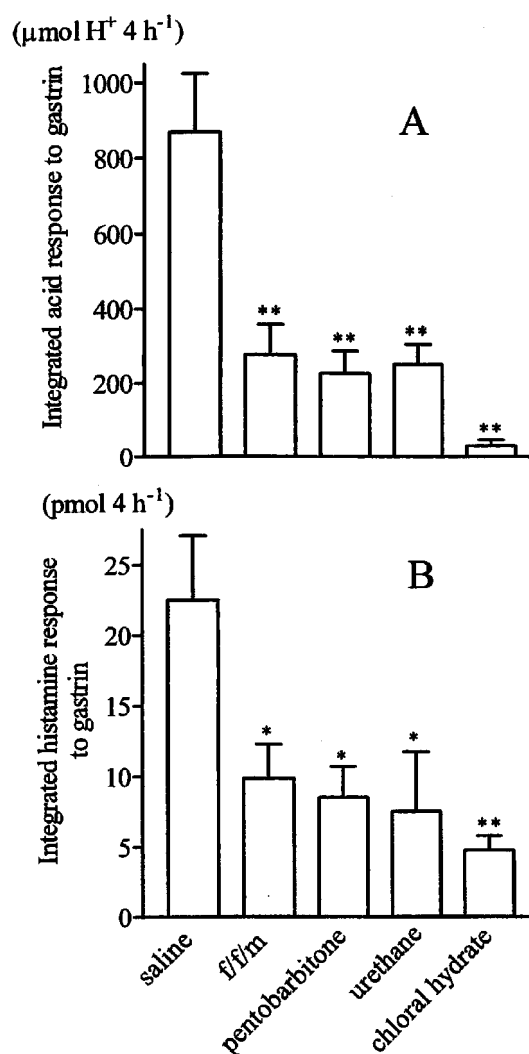 (μmol H⁺ 4 h⁻¹)
Integrated acid response to gastrin
1000
800
600
400
200
0
A
**
**
**
**
(pmol 4 h⁻¹)
Integrated histamine response
to gastrin
25
20
15
10
5
0
B
*
*
*
**
saline
f/f/m
pentobarbitone
urethane
chloral hydrate